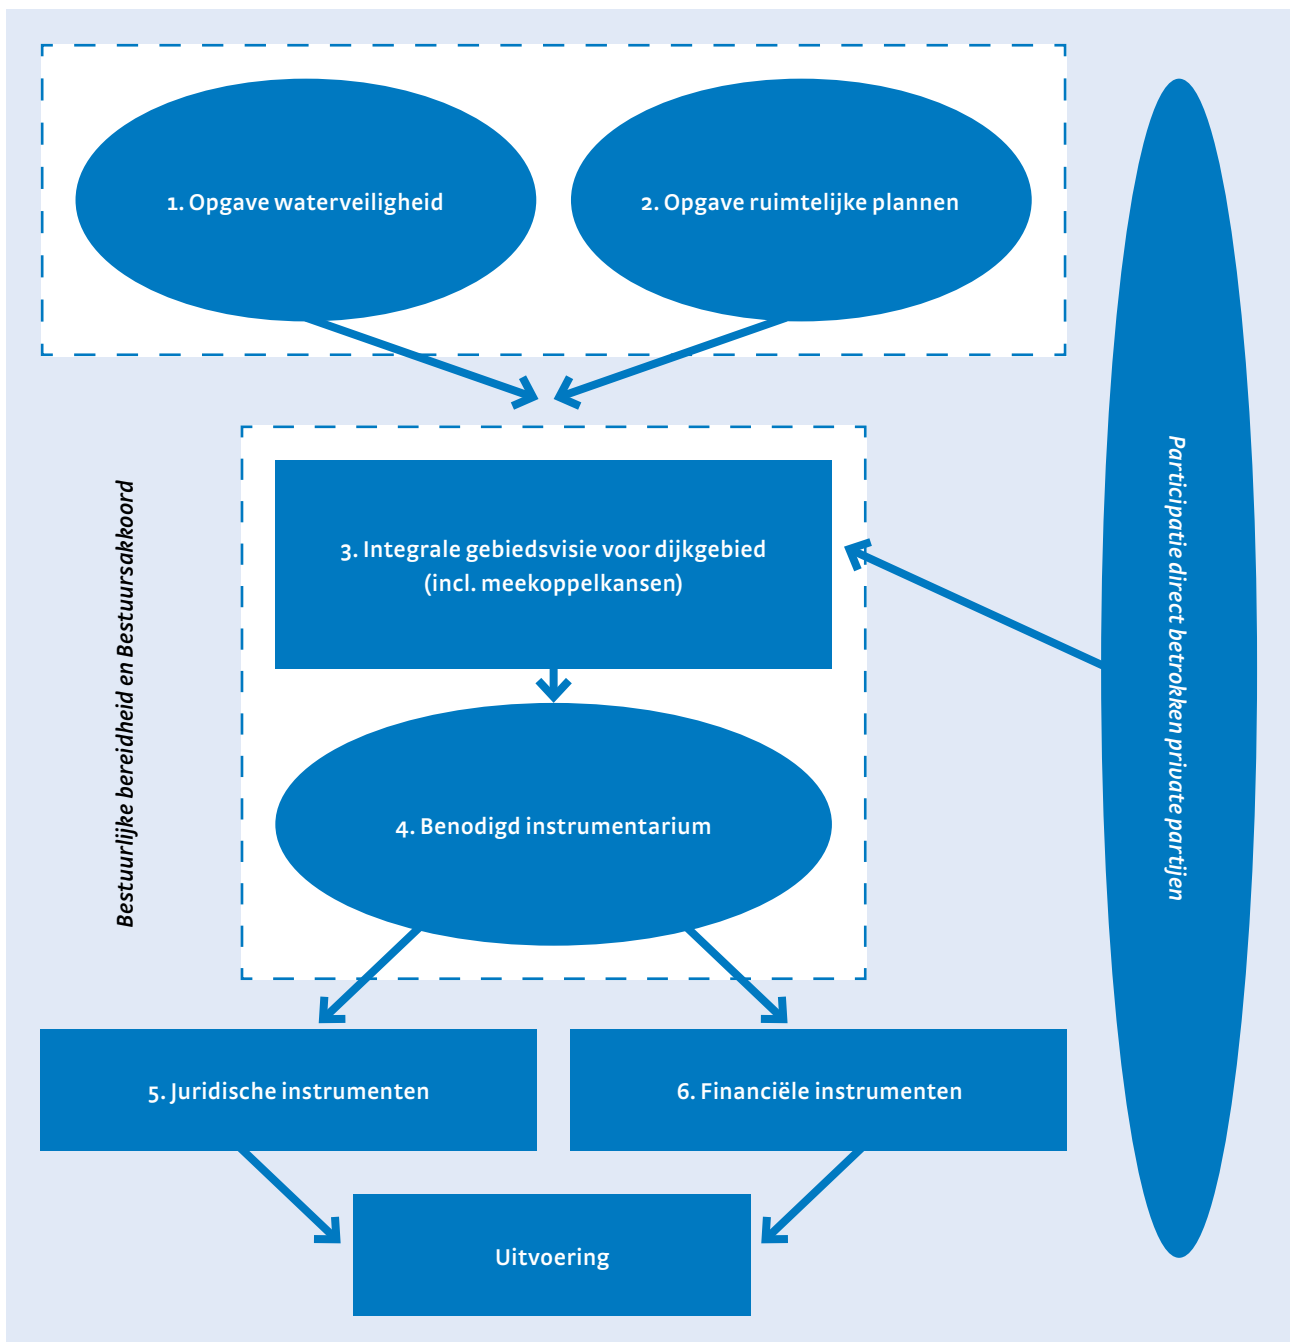 1. Opgave waterveiligheid
2. Opgave ruimtelijke plannen
Bestuurlijke bereidheid en Bestuursakkoord
3. Integrale gebiedsvisie voor dijkgebied
(incl. meekoppelkansen)
Participatie direct betrokken private partijen
4. Benodigd instrumentarium
5. Juridische instrumenten
6. Financiële instrumenten
Uitvoering